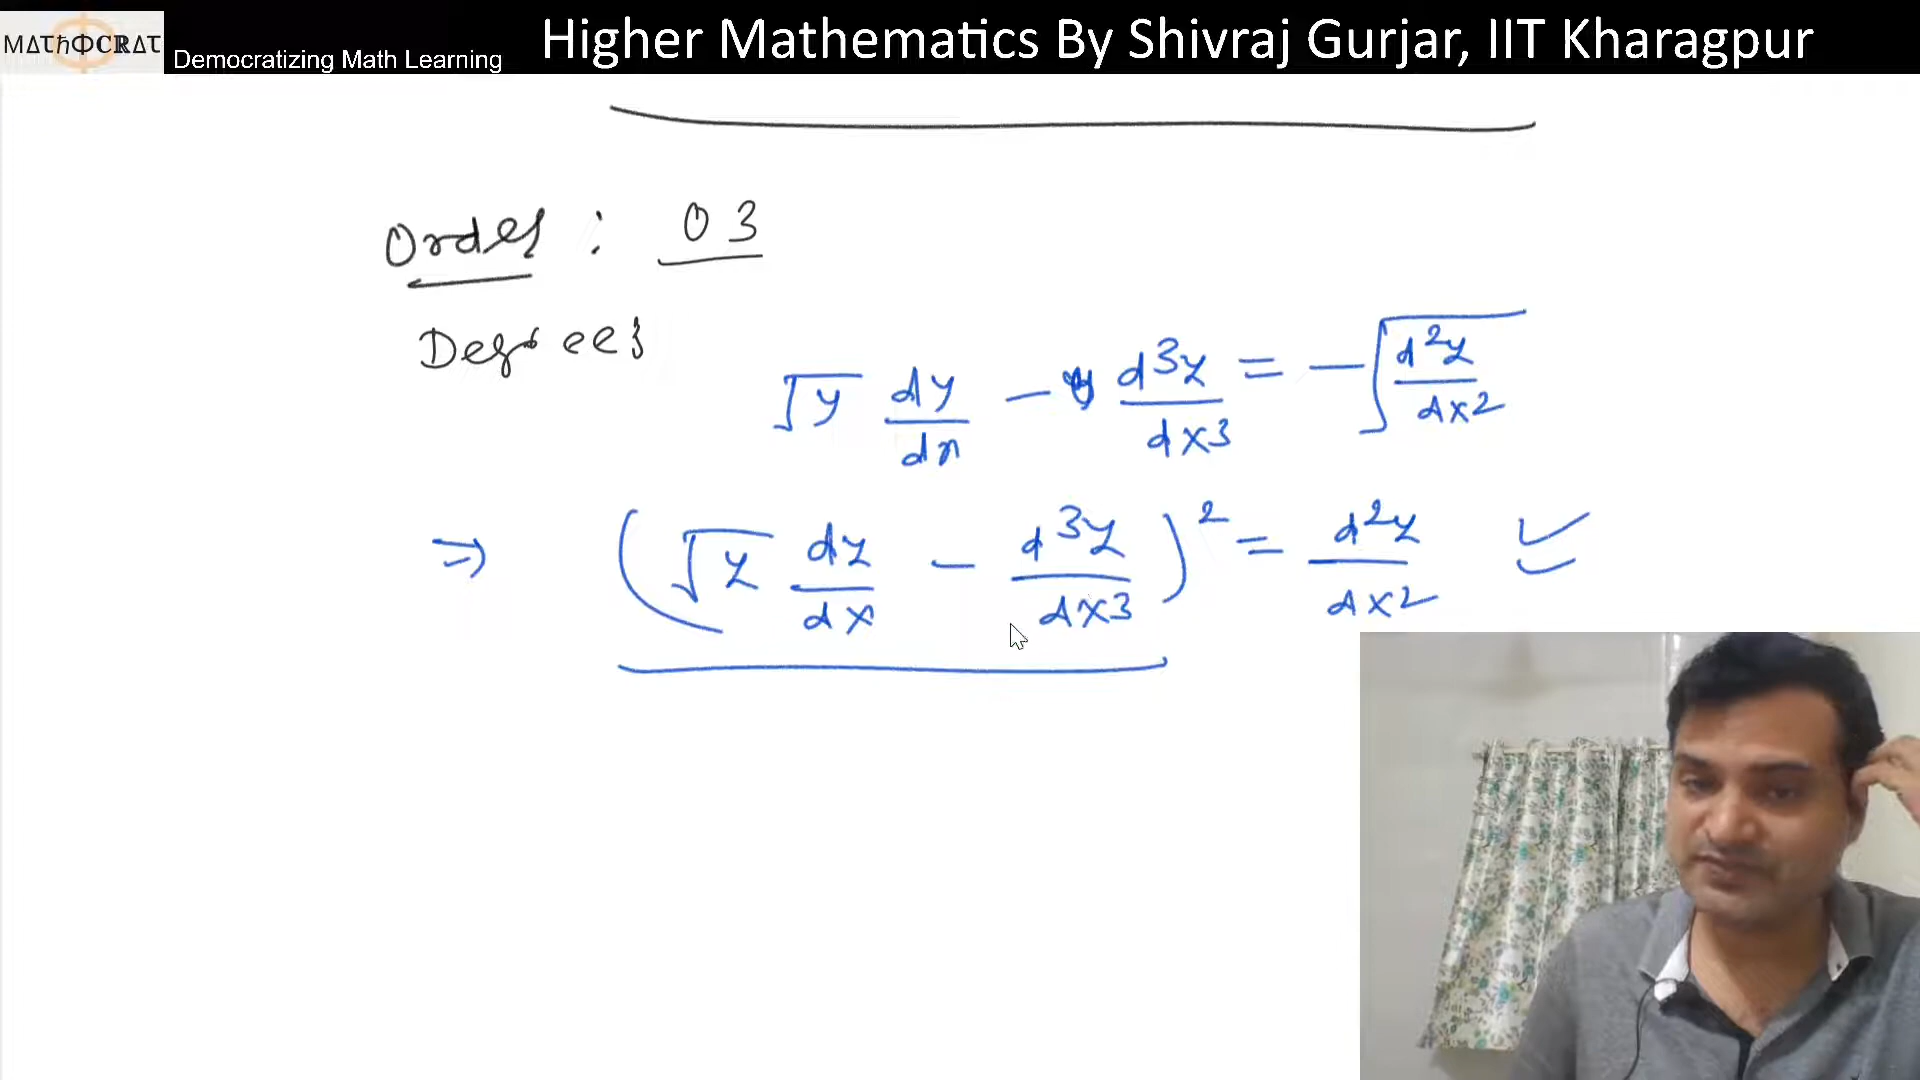 MΔTħΦCRΔT
Democratizing Math Learning
Higher Mathematics By Shivraj Gurjar, IIT Kharagpur
Order : 03
Degree :
√y dy/dx - d³y/dx³ = -√(d²y/dx²)
⇒ (√y dy/dx - d³y/dx³)² = d²y/dx²